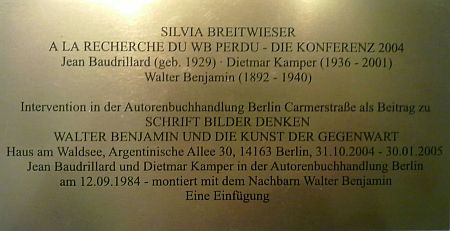 SILVIA BREITWIESER
A LA RECHERCHE DU WB PERDU - DIE KONFERENZ 2004
Jean Baudrillard (geb. 1929) · Dietmar Kamper (1936 - 2001)
Walter Benjamin (1892 - 1940)
Intervention in der Autorenbuchhandlung Berlin Carmerstraße als Beitrag zu
SCHRIFT BILDER DENKEN
WALTER BENJAMIN UND DIE KUNST DER GEGENWART
Haus am Waldsee, Argentinische Allee 30, 14163 Berlin, 31.10.2004 - 30.01.2005
Jean Baudrillard und Dietmar Kamper in der Autorenbuchhandlung Berlin
am 12.09.1984 - montiert mit dem Nachbarn Walter Benjamin
Eine Einfügung